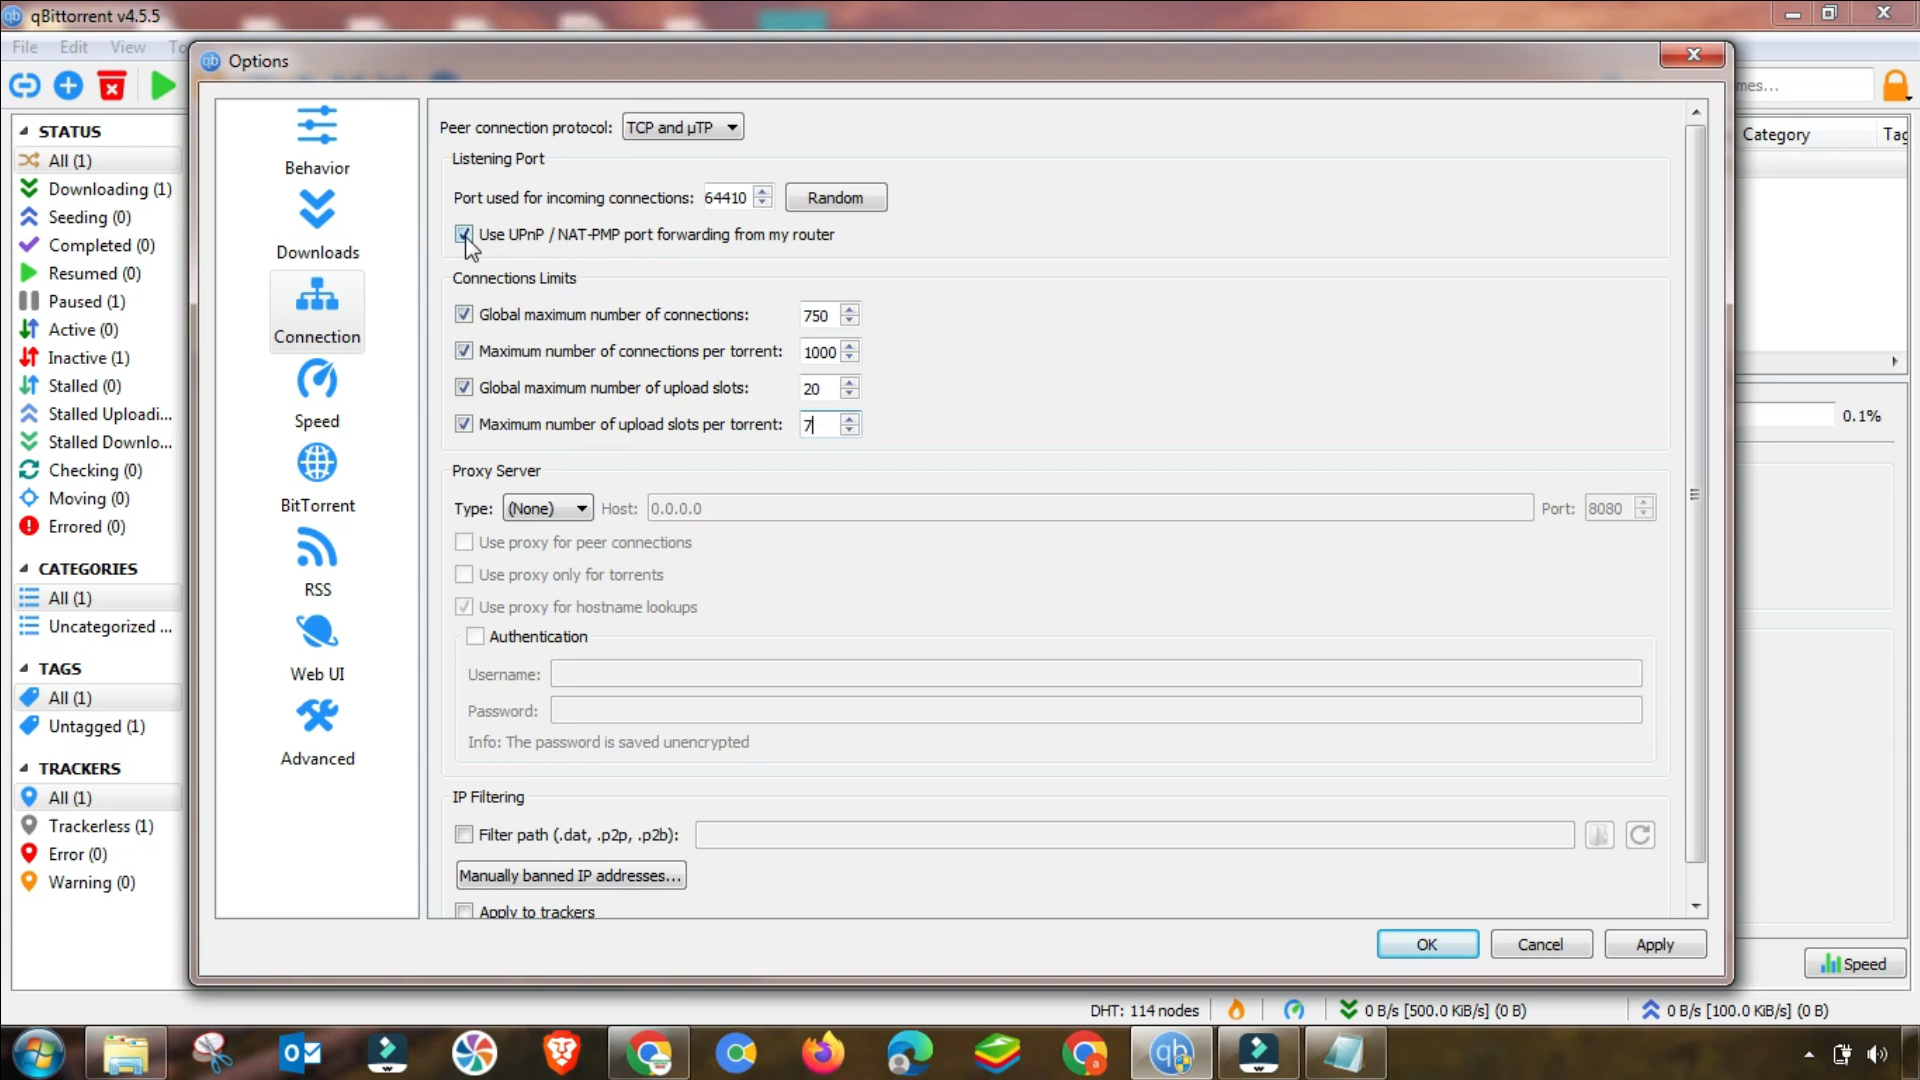 qBittorrent v4.5.5
File Edit View To
Options
mes...
STATUS
All (1)
Downloading (1)
Seeding (0)
Completed (0)
Resumed (0)
Paused (1)
Active (0)
Inactive (1)
Stalled (0)
Stalled Uploadi...
Stalled Downlo...
Checking (0)
Moving (0)
Errored (0)
CATEGORIES
All (1)
Uncategorized ...
TAGS
All (1)
Untagged (1)
TRACKERS
All (1)
Trackerless (1)
Error (0)
Warning (0)
Behavior
Downloads
Connection
Speed
BitTorrent
RSS
Web UI
Advanced
Peer connection protocol: TCP and μTP
Listening Port
Port used for incoming connections: 64410 Random
Use UPnP / NAT-PMP port forwarding from my router
Connections Limits
Global maximum number of connections: 750
Maximum number of connections per torrent: 1000
Global maximum number of upload slots: 20
Maximum number of upload slots per torrent: 7
Proxy Server
Type: (None) Host: 0.0.0.0 Port: 8080
Use proxy for peer connections
Use proxy only for torrents
Use proxy for hostname lookups
Authentication
Username:
Password:
Info: The password is saved unencrypted
IP Filtering
Filter path (.dat, .p2p, .p2b):
Manually banned IP addresses...
Apply to trackers
OK Cancel Apply
Category Tag
0.1%
Speed
DHT: 114 nodes 0 B/s [500.0 KiB/s] (0 B) 0 B/s [100.0 KiB/s] (0 B)